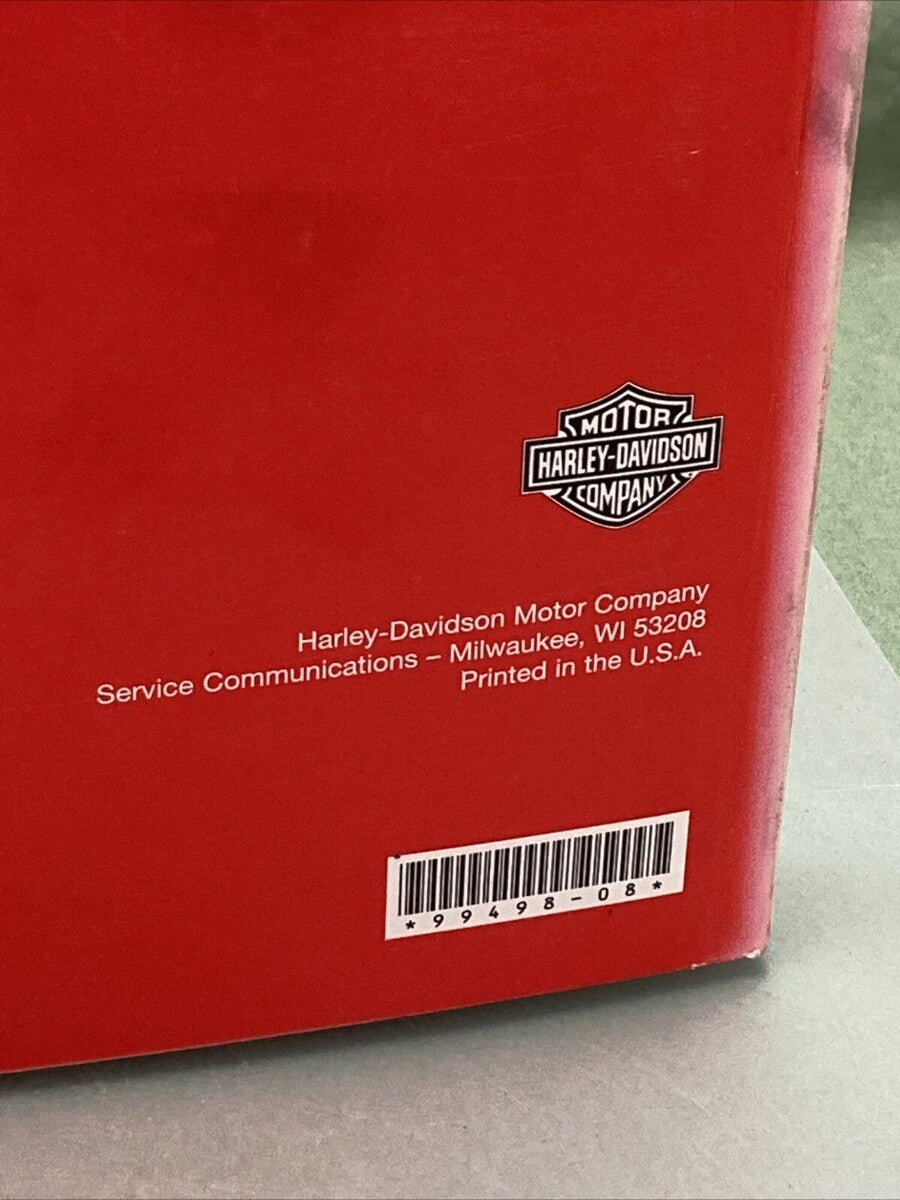 MOTOR
HARLEY-DAVIDSON
COMPANY
Harley-Davidson Motor Company
Service Communications – Milwaukee, WI 53208
Printed in the U.S.A.
*99498-08*